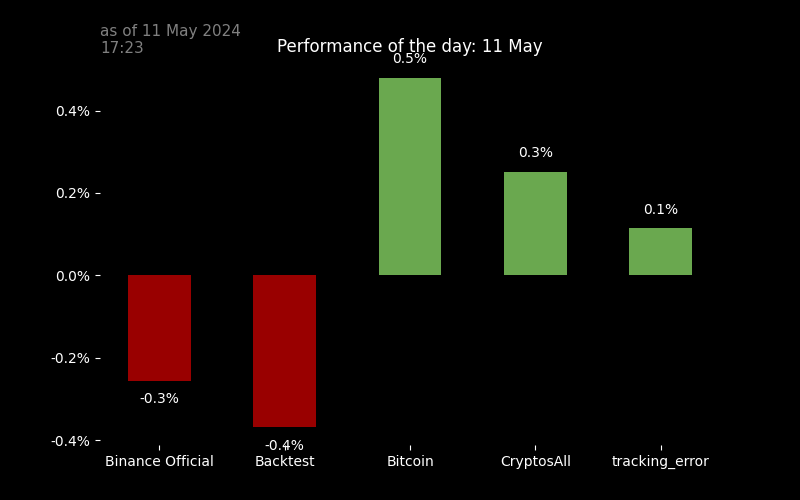 as of 11 May 2024
17:23
Performance of the day: 11 May
0.5%
0.4%
0.3%
0.2%
0.1%
0.0%
-0.2%
-0.3%
-0.4%
-0.4%
Binance Official
Backtest
Bitcoin
CryptosAll
tracking_error